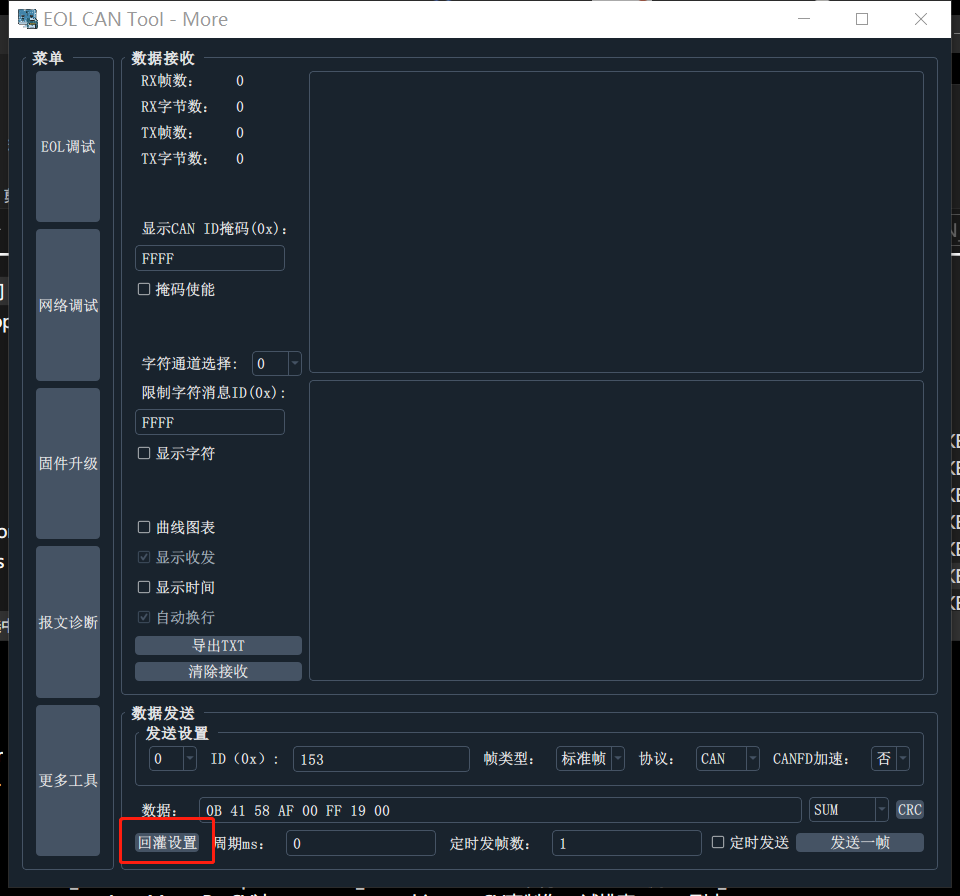 EOL CAN Tool - More
菜单
EOL调试
网络调试
固件升级
报文诊断
更多工具
数据接收
RX帧数： 0
RX字节数： 0
TX帧数： 0
TX字节数： 0
显示CAN ID掩码(0x)：
FFFF
掩码使能
字符通道选择： 0
限制字符消息ID(0x)：
FFFF
显示字符
曲线图表
显示收发
显示时间
自动换行
导出TXT
清除接收
数据发送
发送设置
0 ID（0x）： 153 帧类型： 标准帧 协议： CAN CANFD加速： 否
数据： 0B 41 58 AF 00 FF 19 00 SUM CRC
回灌设置 周期ms： 0 定时发帧数： 1 定时发送 发送一帧